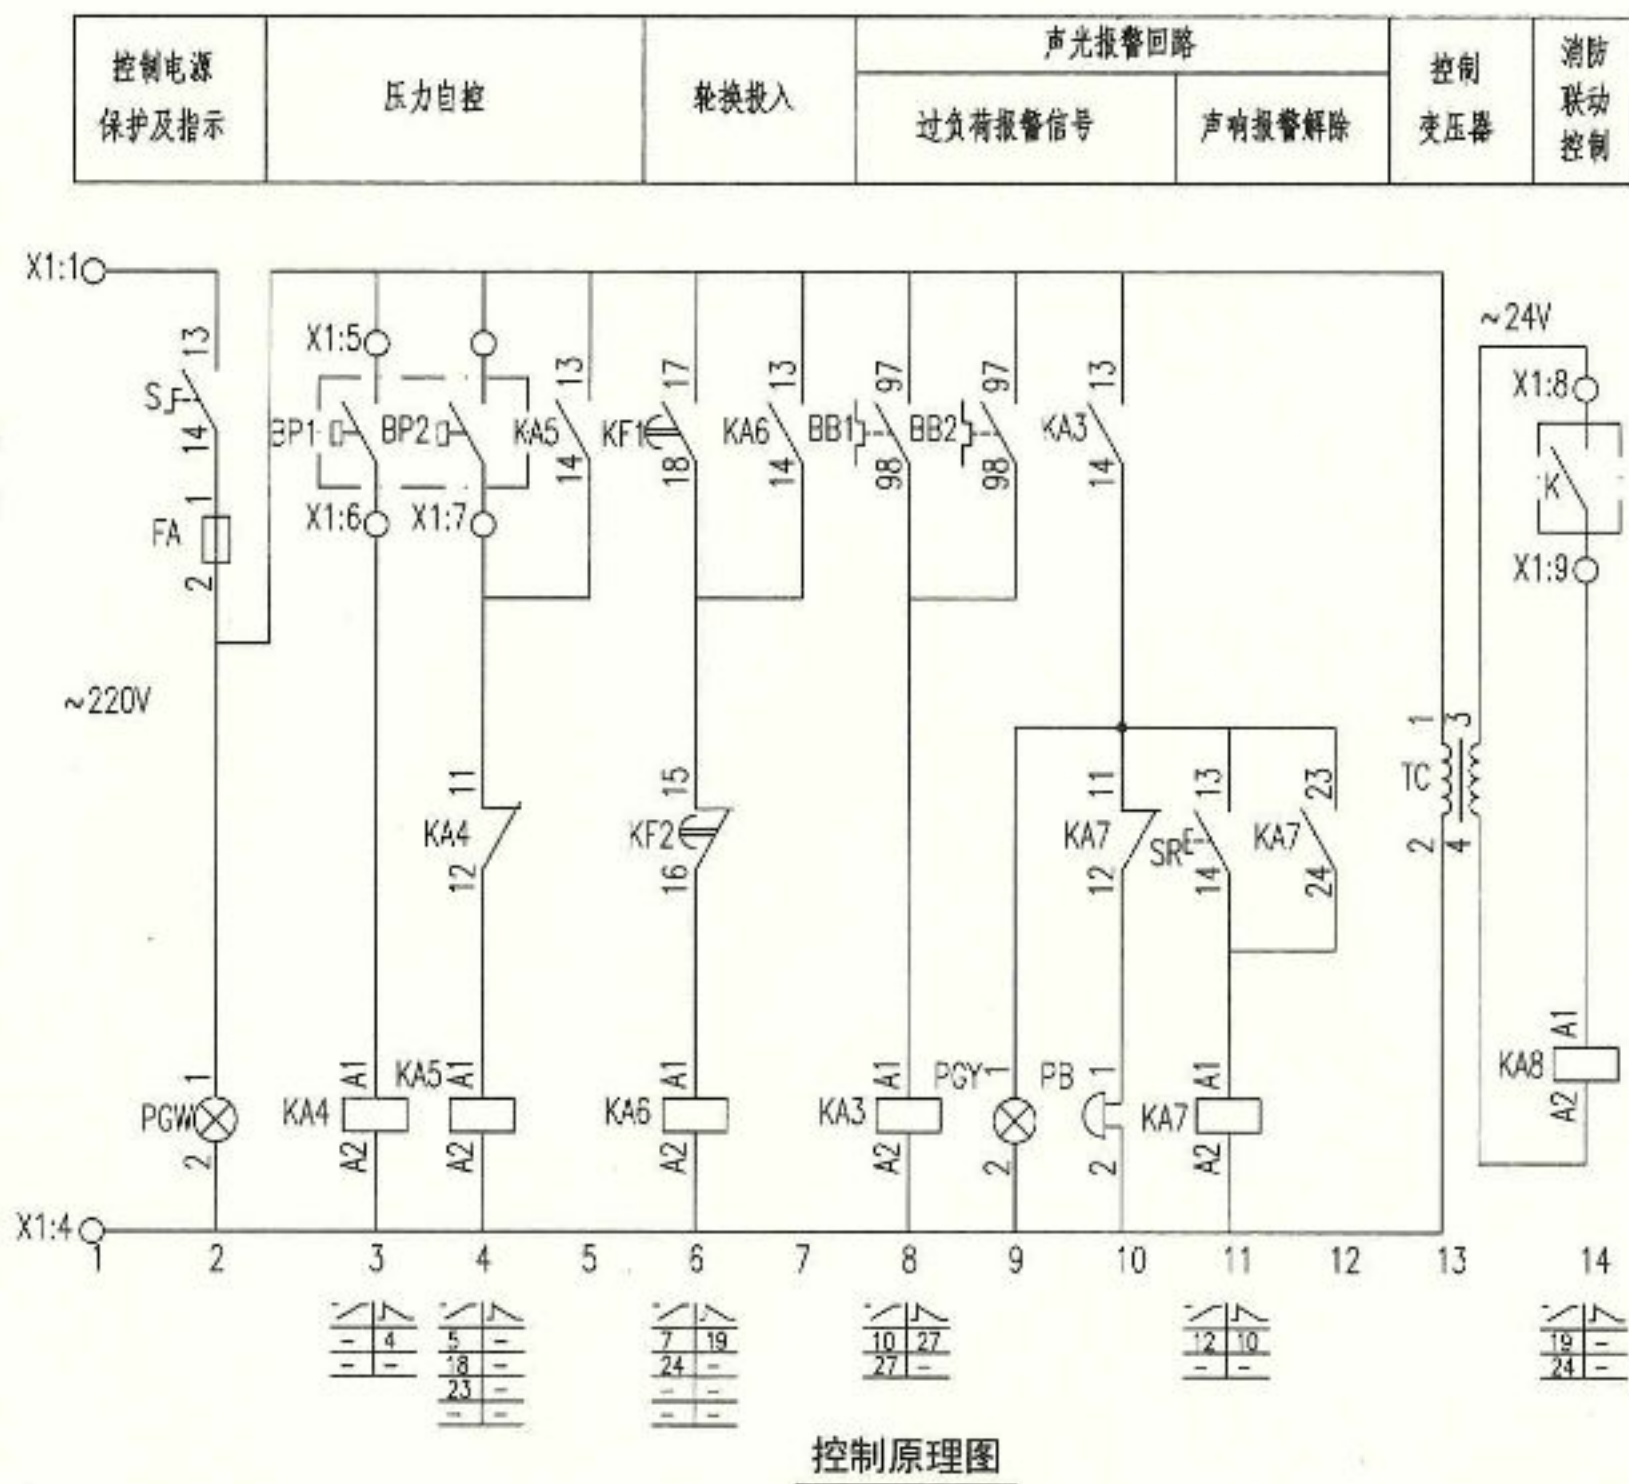 控制电源
保护及指示
压力自控
轮换投入
声光报警回路
过负荷报警信号
声响报警解除
控制
变压器
消防
联动
控制
X1:1
~24V
13
X1:5
13
17
13
97
97
13
X1:8
S
BP1
BP2
KA5
KF1
KA6
BB1
BB2
KA3
K
14
14
18
14
98
98
14
1
FA
2
X1:6
X1:7
X1:9
~220V
11
15
11
13
23
1
3
TC
KA4
KF2
KA7
SR
KA7
12
16
12
14
24
2
4
1
A1
KA5
A1
A1
A1
PGY
1
PB
1
A1
A1
PGW
KA4
KA6
KA3
KA7
KA8
2
A2
A2
A2
A2
2
2
A2
A2
X1:4
1 2 3 4 5 6 7 8 9 10 11 12 13 14
- 4
- -
5 -
18 -
23 -
- -
7 19
24 -
- -
- -
10 27
27 -
12 10
- -
19 -
24 -
控制原理图